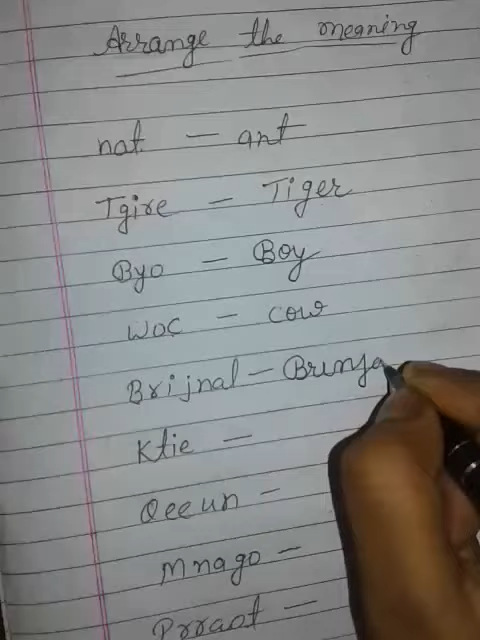 Arrange the meaning
nat - ant
Tgire - Tiger
Byo - Boy
woc - cow
Brijnal - Brinja
Ktie -
Qeeun -
Mnago -
Prraot -